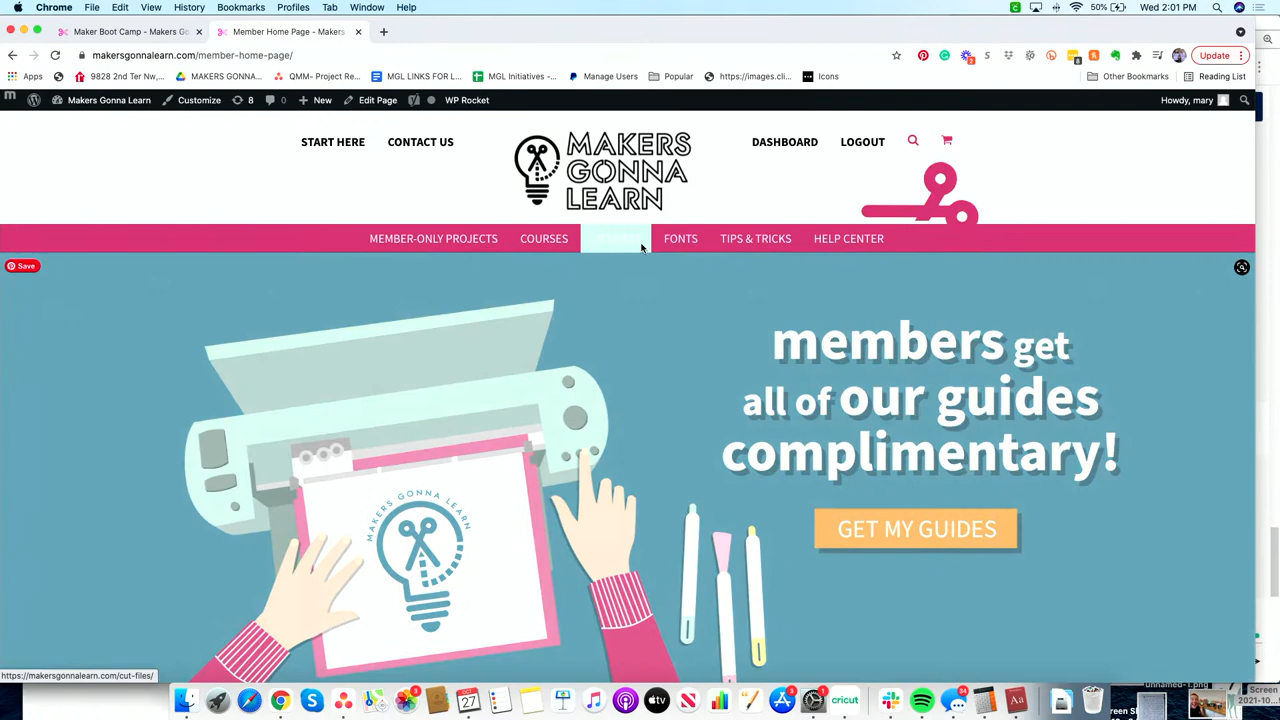 Chrome File Edit View History Bookmarks Profiles Tab Window Help 50% Wed 2:01 PM
Maker Boot Camp - Makers Go Member Home Page - Makers
makersgonnalearn.com/member-home-page/ Update
Apps 9828 2nd Ter Nw,... MAKERS GONNA... QMM- Project Re... MGL LINKS FOR L... MGL Initiatives -... Manage Users Popular https://images.cli... Icons Other Bookmarks Reading List
Makers Gonna Learn Customize 8 0 New Edit Page WP Rocket Howdy, mary
START HERE CONTACT US MAKERS GONNA LEARN DASHBOARD LOGOUT
MEMBER-ONLY PROJECTS COURSES FONTS TIPS & TRICKS HELP CENTER
Save
members get
all of our guides
complimentary!
GET MY GUIDES
MAKERS GONNA LEARN
https://makersgonnalearn.com/cut-files/
unnamed-1.png
Screen
2021-10
cricut